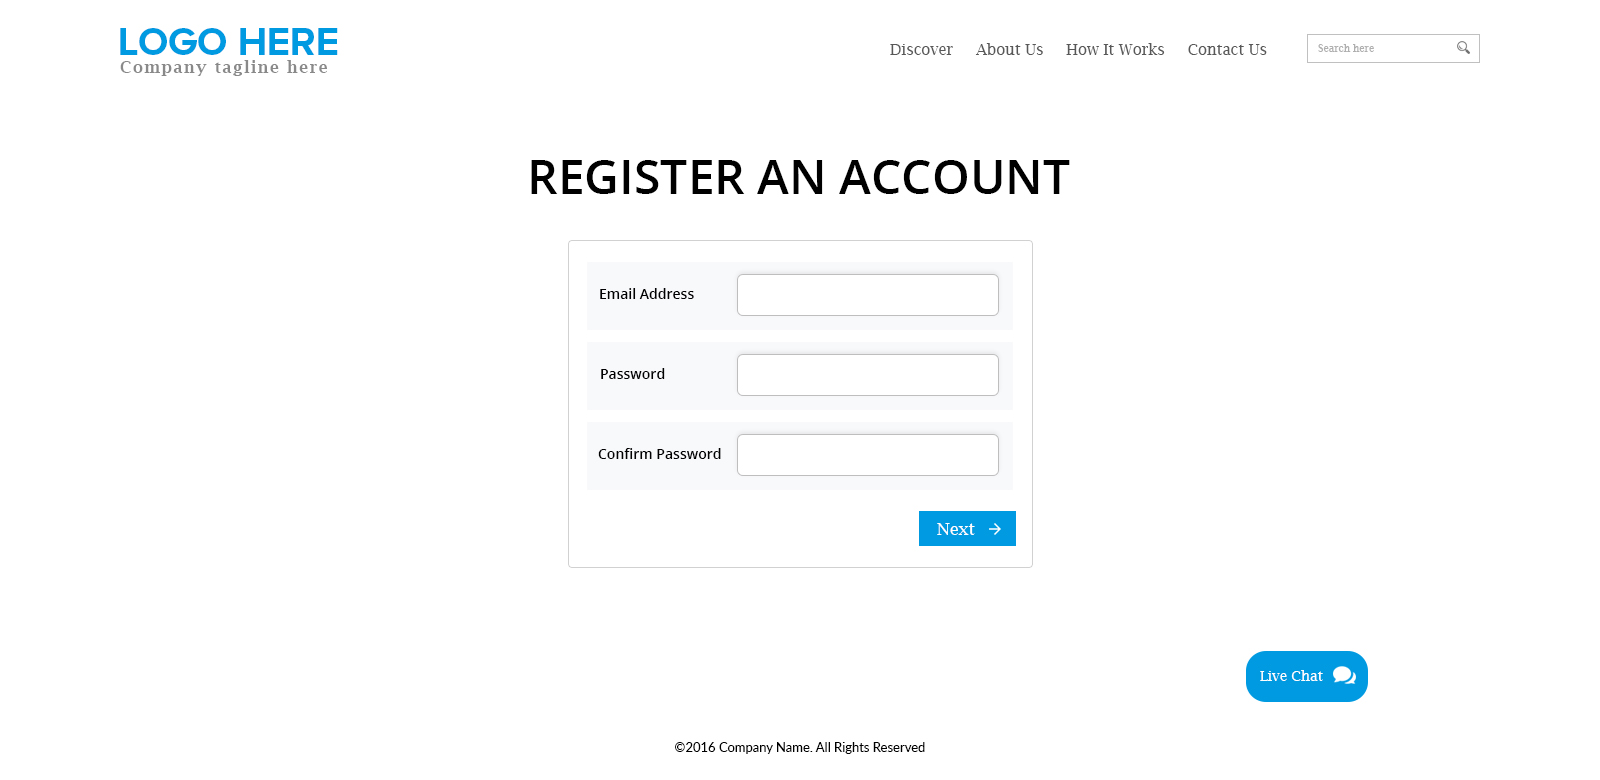 LOGO HERE
Company tagline here
Discover About Us How It Works Contact Us
Search here
REGISTER AN ACCOUNT
Email Address
Password
Confirm Password
Next
Live Chat
©2016 Company Name. All Rights Reserved